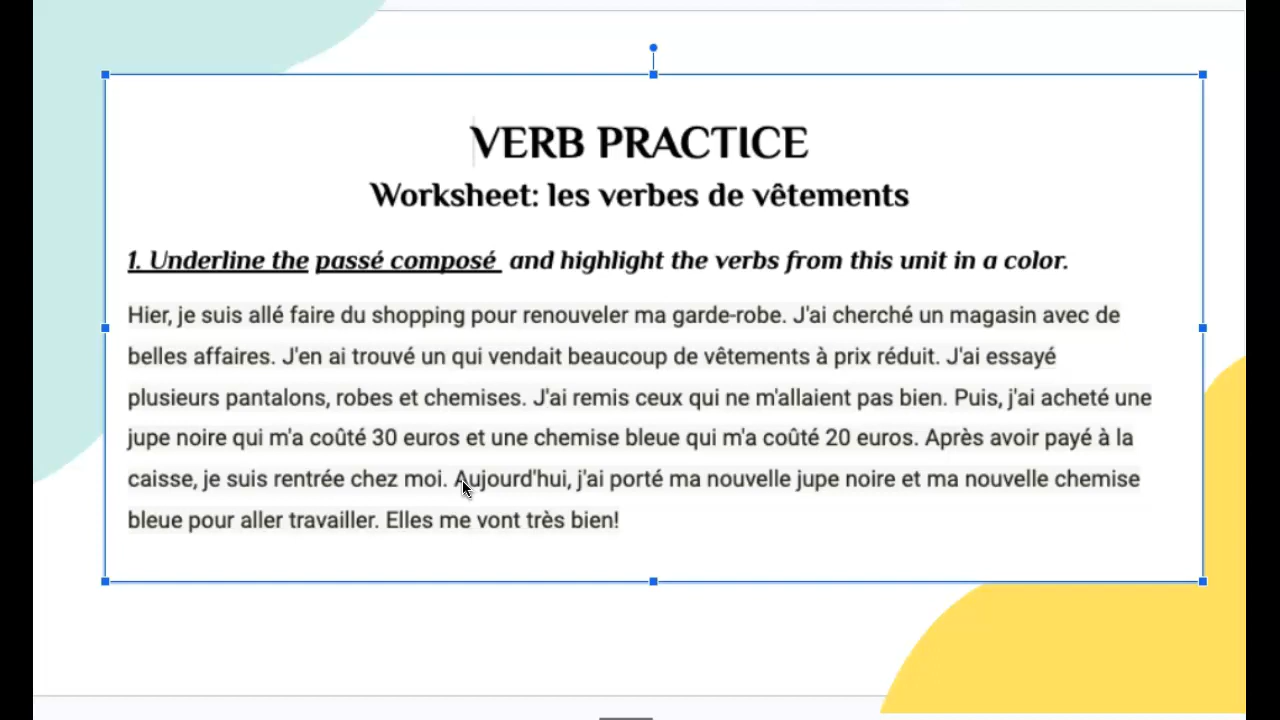 VERB PRACTICE
Worksheet: les verbes de vêtements
1. Underline the passé composé and highlight the verbs from this unit in a color.
Hier, je suis allé faire du shopping pour renouveler ma garde-robe. J'ai cherché un magasin avec de
belles affaires. J'en ai trouvé un qui vendait beaucoup de vêtements à prix réduit. J'ai essayé
plusieurs pantalons, robes et chemises. J'ai remis ceux qui ne m'allaient pas bien. Puis, j'ai acheté une
jupe noire qui m'a coûté 30 euros et une chemise bleue qui m'a coûté 20 euros. Après avoir payé à la
caisse, je suis rentrée chez moi. Aujourd'hui, j'ai porté ma nouvelle jupe noire et ma nouvelle chemise
bleue pour aller travailler. Elles me vont très bien!